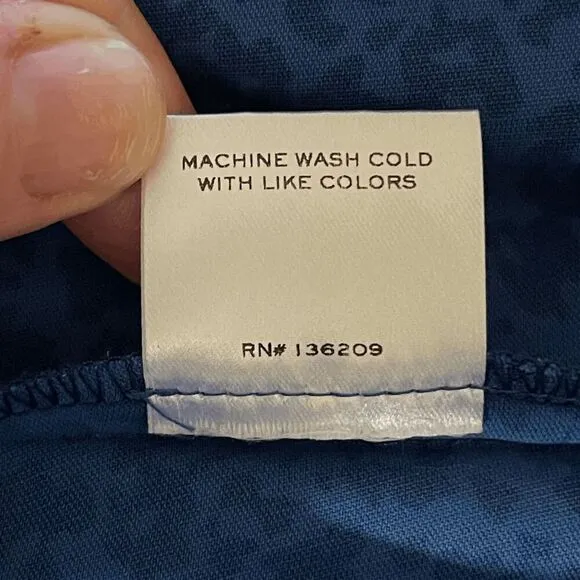 MACHINE WASH COLD
WITH LIKE COLORS
RN# 136209